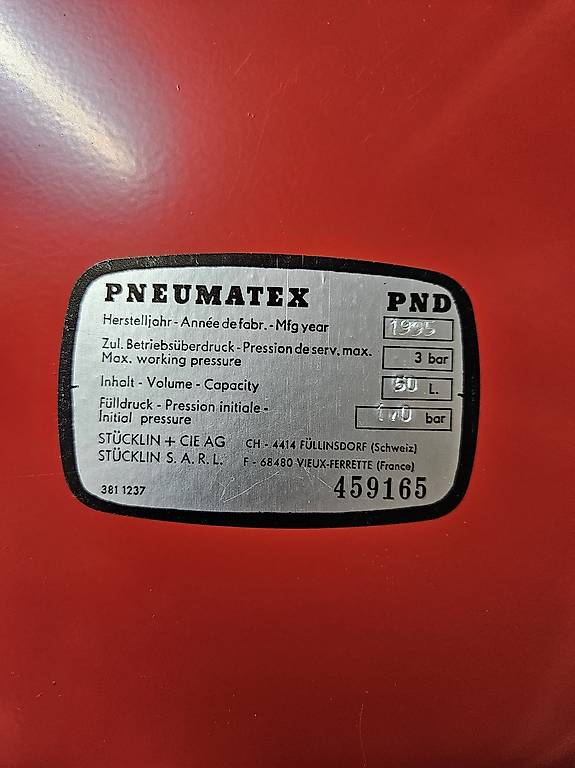 PNEUMATEX PND
Herstelljahr - Année de fabr. - Mfg year 1995
Zul. Betriebsüberdruck - Pression de serv. max.
Max. working pressure 3 bar
Inhalt - Volume - Capacity 50 L.
Fülldruck - Pression initiale -
Initial pressure bar
STÜCKLIN + CIE AG CH - 4414 FÜLLINSDORF (Schweiz)
STÜCKLIN S. A. R. L. F - 68480 VIEUX-FERRETTE (France)
381 1237 459165